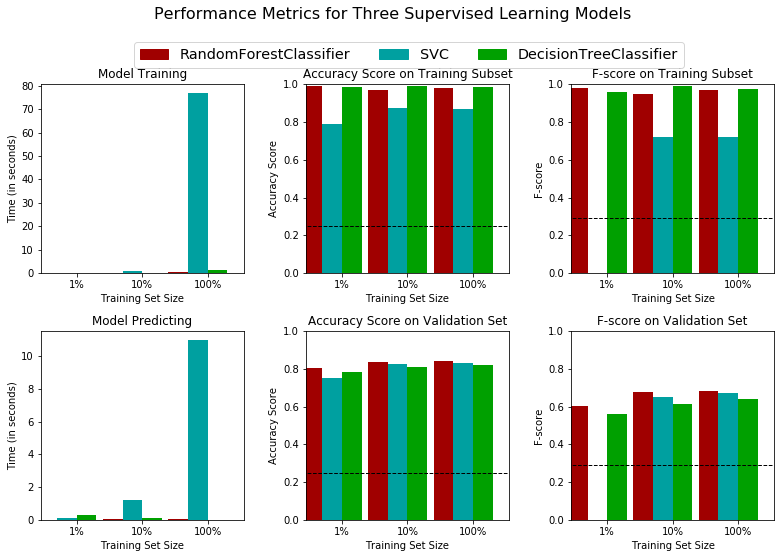 Performance Metrics for Three Supervised Learning Models
RandomForestClassifier SVC DecisionTreeClassifier
Model Training
80
70
60
50
40
30
20
10
0
Time (in seconds)
1% 10% 100%
Training Set Size
Accuracy Score on Training Subset
1.0
0.8
0.6
0.4
0.2
0.0
Accuracy Score
1% 10% 100%
Training Set Size
F-score on Training Subset
1.0
0.8
0.6
0.4
0.2
0.0
F-score
1% 10% 100%
Training Set Size
Model Predicting
10
8
6
4
2
0
Time (in seconds)
1% 10% 100%
Training Set Size
Accuracy Score on Validation Set
1.0
0.8
0.6
0.4
0.2
0.0
Accuracy Score
1% 10% 100%
Training Set Size
F-score on Validation Set
1.0
0.8
0.6
0.4
0.2
0.0
F-score
1% 10% 100%
Training Set Size